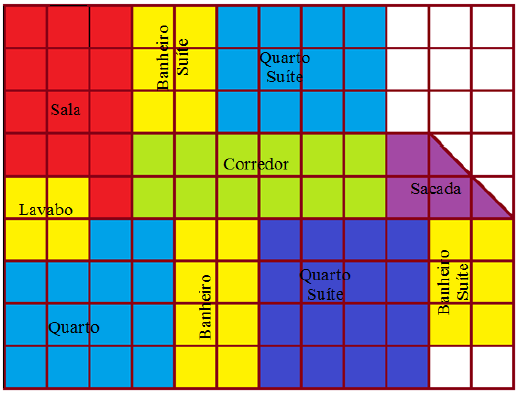 Banheiro
Suíte
Quarto
Suíte
Sala
Corredor
Sacada
Lavabo
Quarto
Banheiro
Quarto
Suíte
Banheiro
Suíte